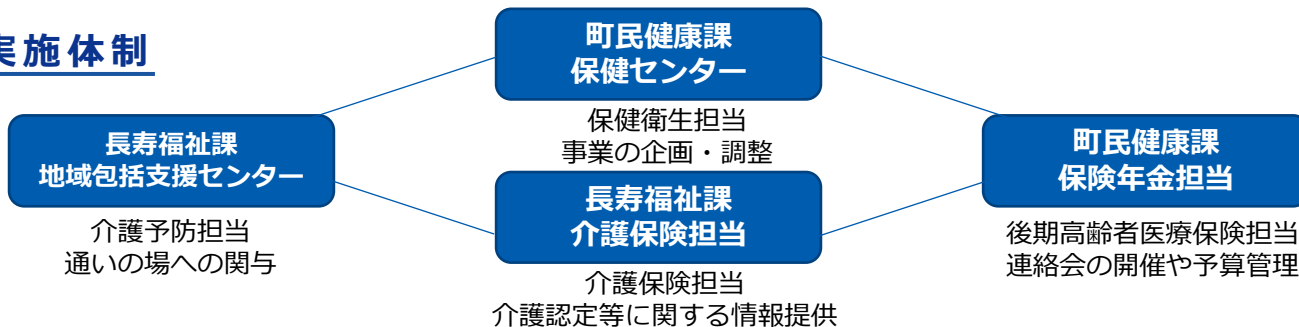 実施体制
町民健康課
保健センター
保健衛生担当
事業の企画・調整
長寿福祉課
地域包括支援センター
介護予防担当
通いの場への関与
長寿福祉課
介護保険担当
介護保険担当
介護認定等に関する情報提供
町民健康課
保険年金担当
後期高齢者医療保険担当
連絡会の開催や予算管理